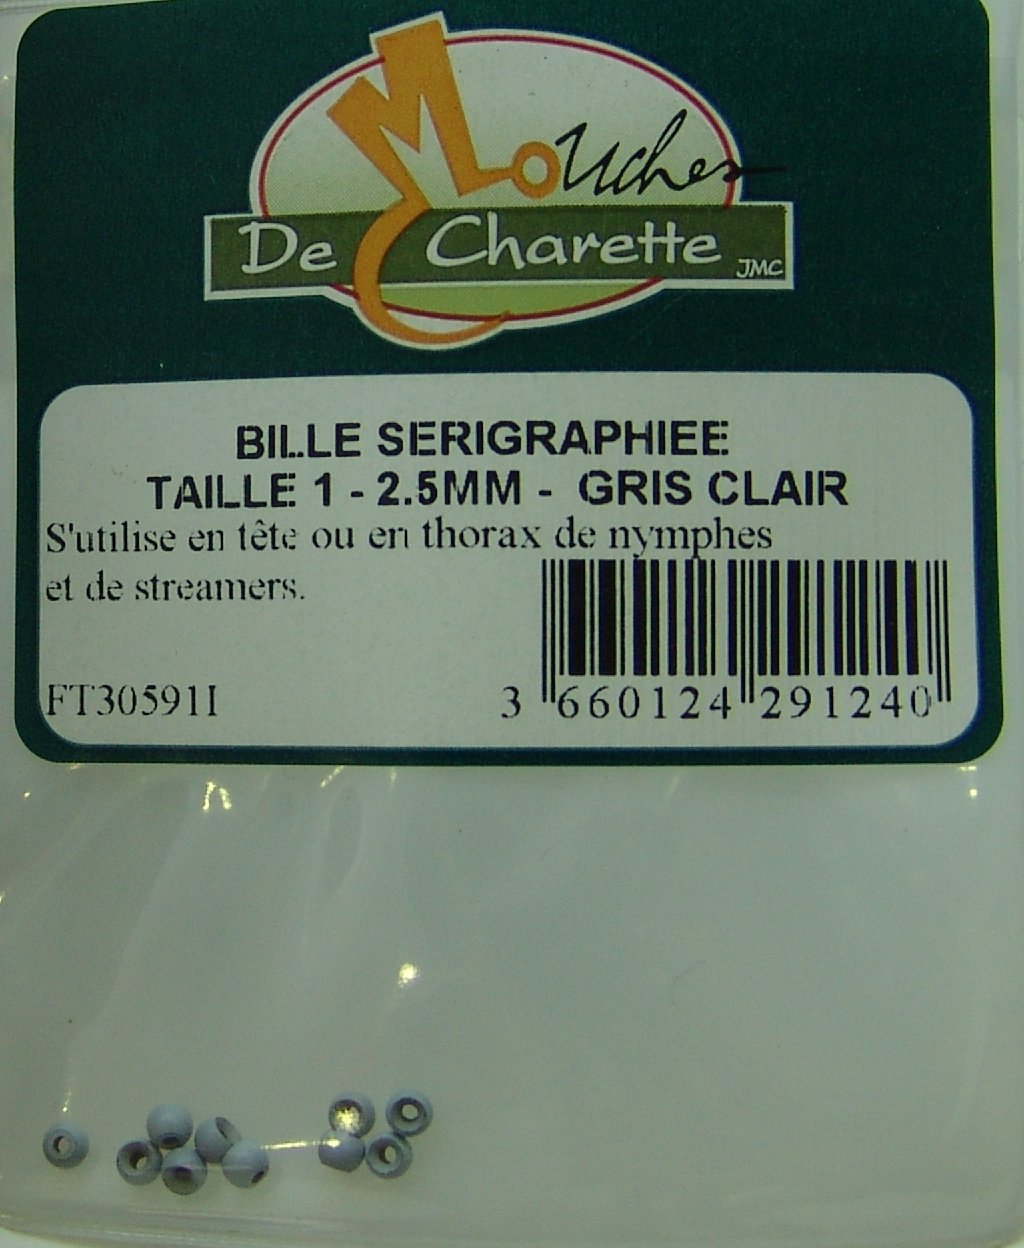 Mouches
De Charette JMC
BILLE SERIGRAPHIEE
TAILLE 1 - 2.5MM - GRIS CLAIR
S'utilise en tête ou en thorax de nymphes
et de streamers.
FT30591I
3 660124 291240